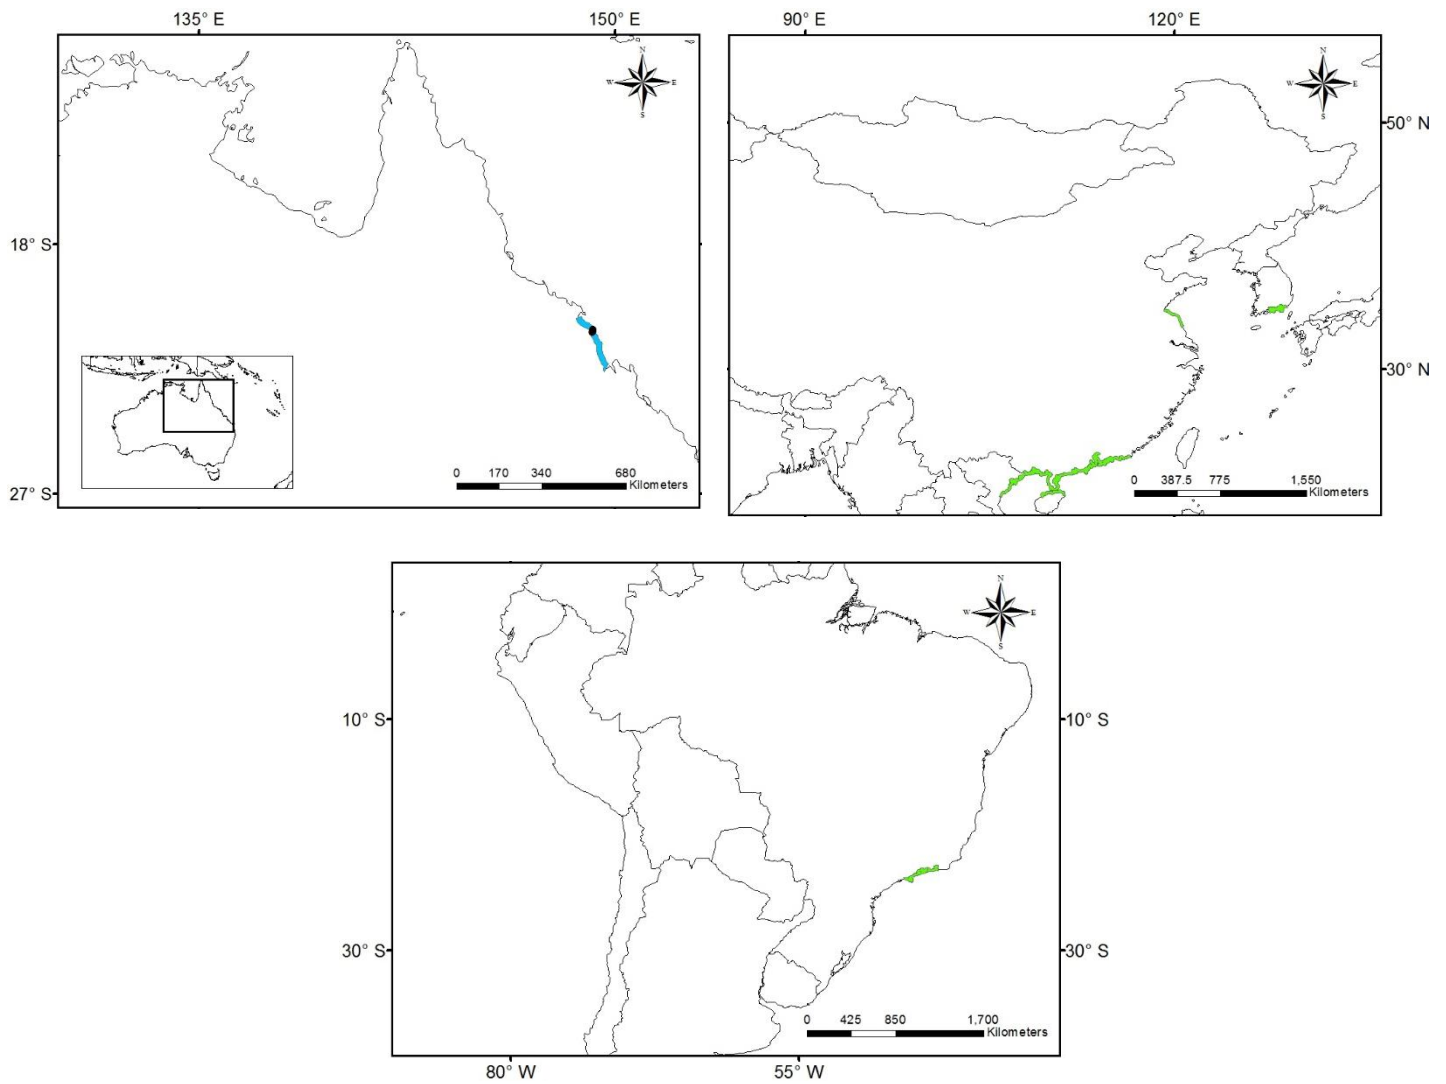 135° E
150° E
90° E
120° E
N
W E
S
N
W E
S
50° N
18° S
30° N
0 170 340 680
Kilometers
0 387.5 775 1,550
Kilometers
27° S
N
W E
S
10° S
10° S
30° S
30° S
0 425 850 1,700
Kilometers
80° W
55° W